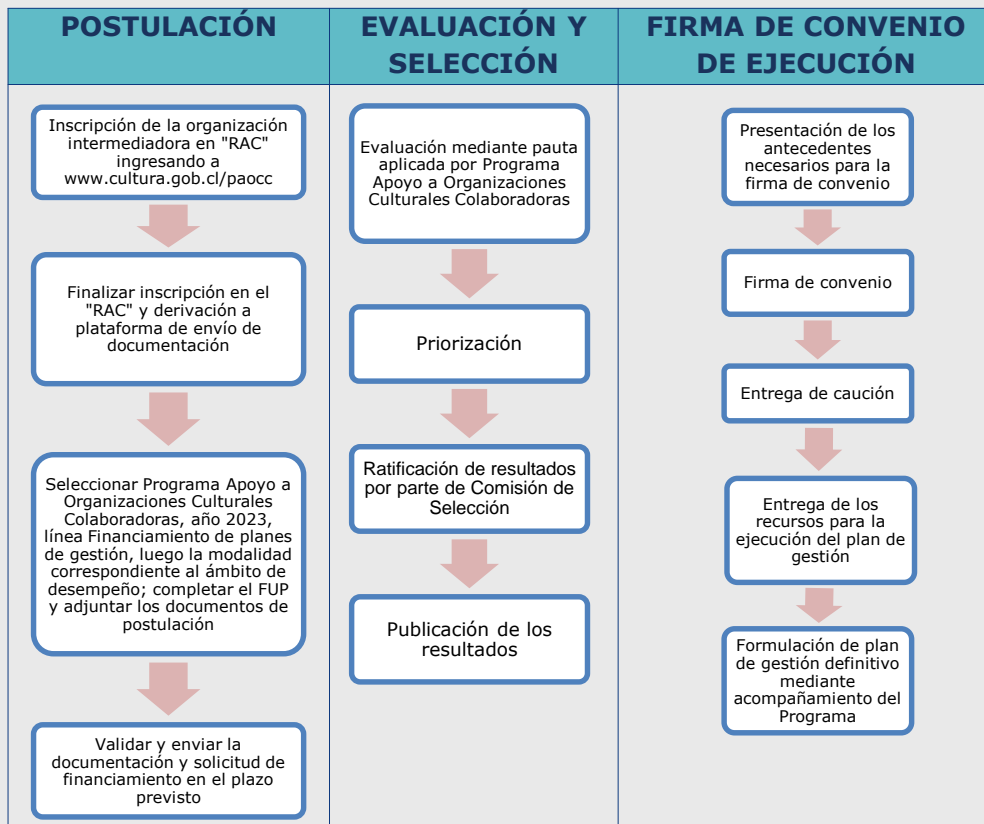 POSTULACIÓN
Inscripción de la organización
intermediadora en "RAC"
ingresando a
www.cultura.gob.cl/paocc
Finalizar inscripción en el
"RAC" y derivación a
plataforma de envío de
documentación
Seleccionar Programa Apoyo a
Organizaciones Culturales
Colaboradoras, año 2023,
línea Financiamiento de planes
de gestión, luego la modalidad
correspondiente al ámbito de
desempeño; completar el FUP
y adjuntar los documentos de
postulación
Validar y enviar la
documentación y solicitud de
financiamiento en el plazo
previsto
EVALUACIÓN Y
SELECCIÓN
Evaluación mediante pauta
aplicada por Programa
Apoyo a Organizaciones
Culturales Colaboradoras
Priorización
Ratificación de resultados
por parte de Comisión de
Selección
Publicación de los
resultados
FIRMA DE CONVENIO
DE EJECUCIÓN
Presentación de los
antecedentes
necesarios para la
firma de convenio
Firma de convenio
Entrega de caución
Entrega de los
recursos para la
ejecución del plan de
gestión
Formulación de plan
de gestión definitivo
mediante
acompañamiento del
Programa